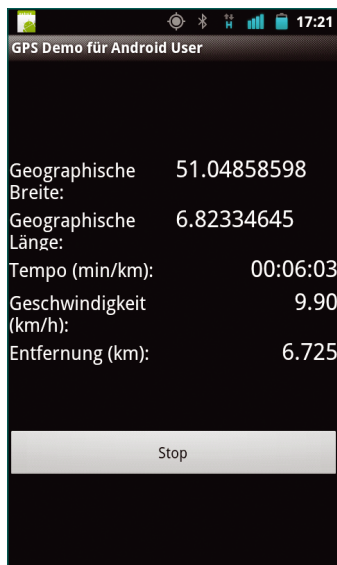 H 17:21
GPS Demo für Android User
Geographische 51.04858598
Breite:
Geographische 6.82334645
Länge:
Tempo (min/km): 00:06:03
Geschwindigkeit 9.90
(km/h):
Entfernung (km): 6.725
Stop